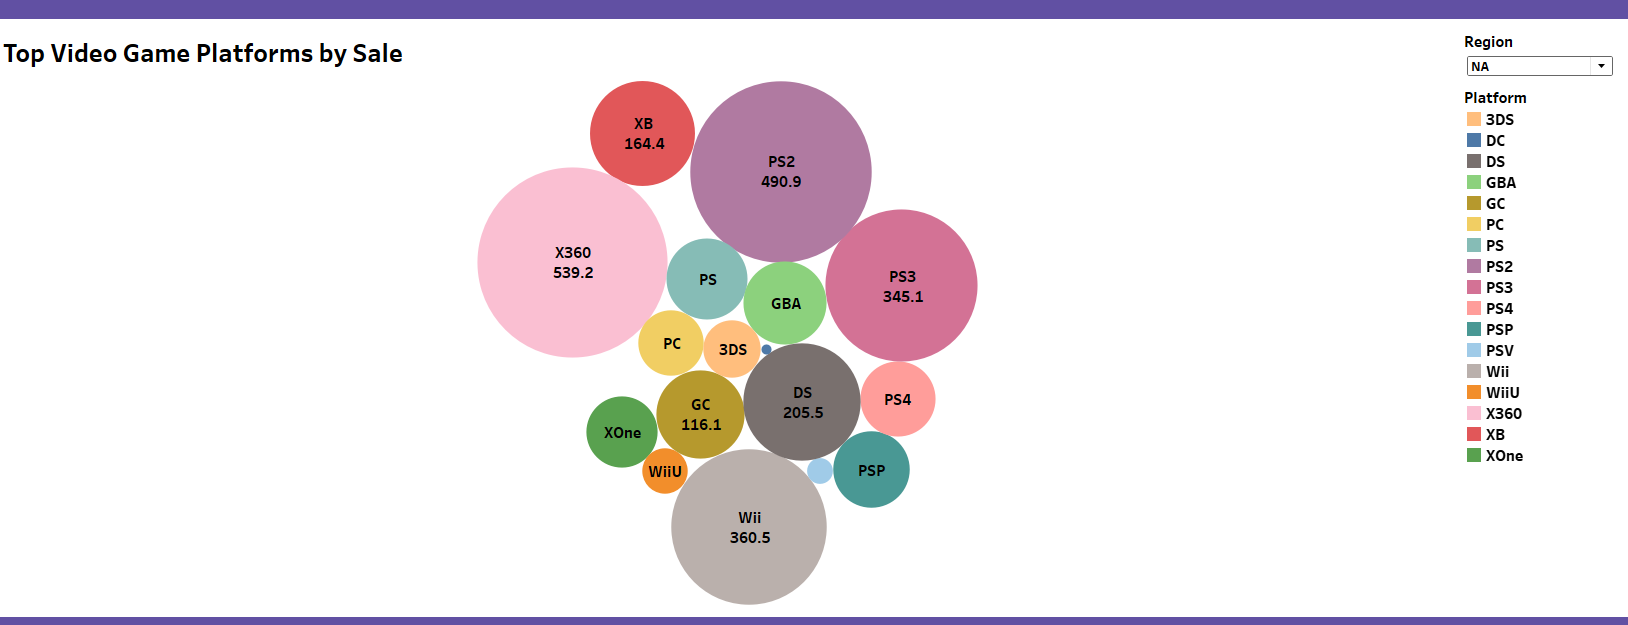 Top Video Game Platforms by Sale
XB
164.4
PS2
490.9
X360
539.2
PS
GBA
PS3
345.1
PC
3DS
DS
205.5
PS4
GC
116.1
XOne
WiiU
PSP
Wii
360.5
Region
NA
Platform
3DS
DC
DS
GBA
GC
PC
PS
PS2
PS3
PS4
PSP
PSV
Wii
WiiU
X360
XB
XOne